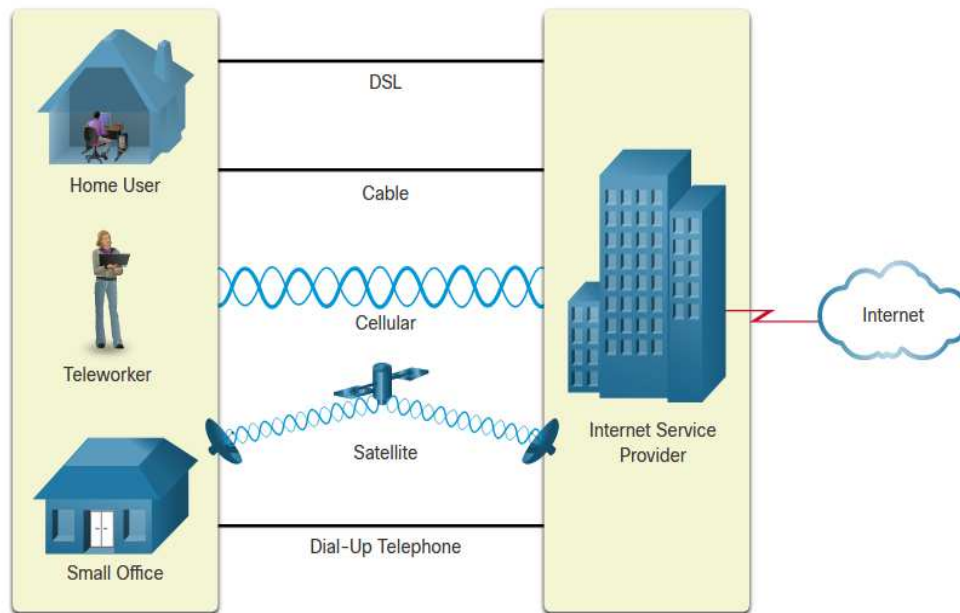 DSL
Home User
Cable
Cellular
Internet
Teleworker
Satellite
Internet Service
Provider
Dial-Up Telephone
Small Office